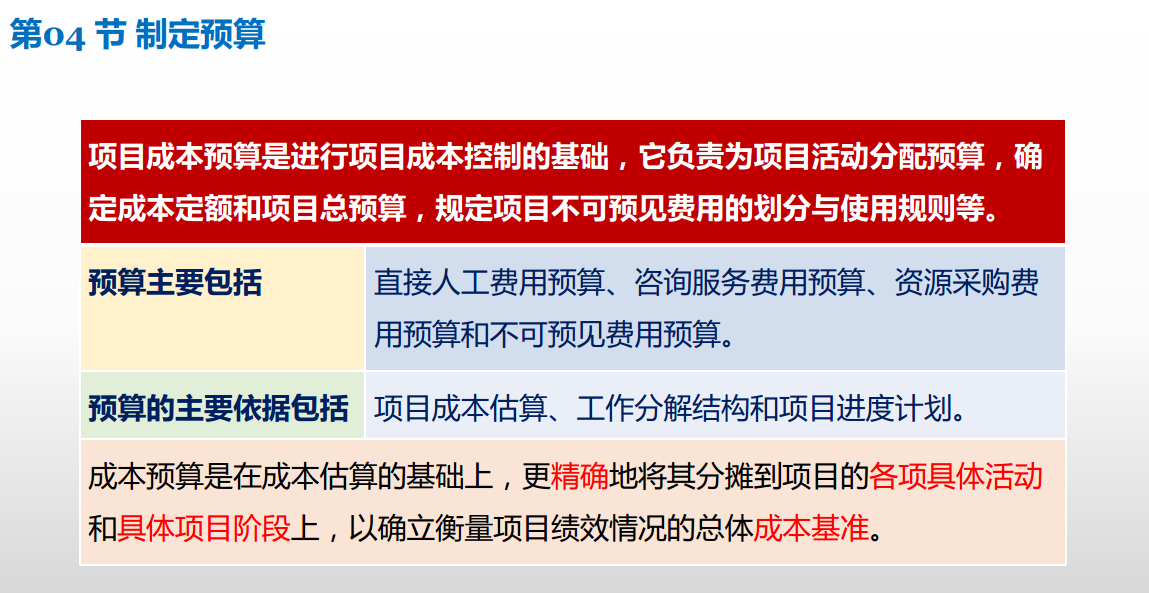 第04 节 制定预算
项目成本预算是进行项目成本控制的基础，它负责为项目活动分配预算，确
定成本定额和项目总预算，规定项目不可预见费用的划分与使用规则等。
预算主要包括
直接人工费用预算、咨询服务费用预算、资源采购费
用预算和不可预见费用预算。
预算的主要依据包括
项目成本估算、工作分解结构和项目进度计划。
成本预算是在成本估算的基础上，更精确地将其分摊到项目的各项具体活动
和具体项目阶段上，以确立衡量项目绩效情况的总体成本基准。